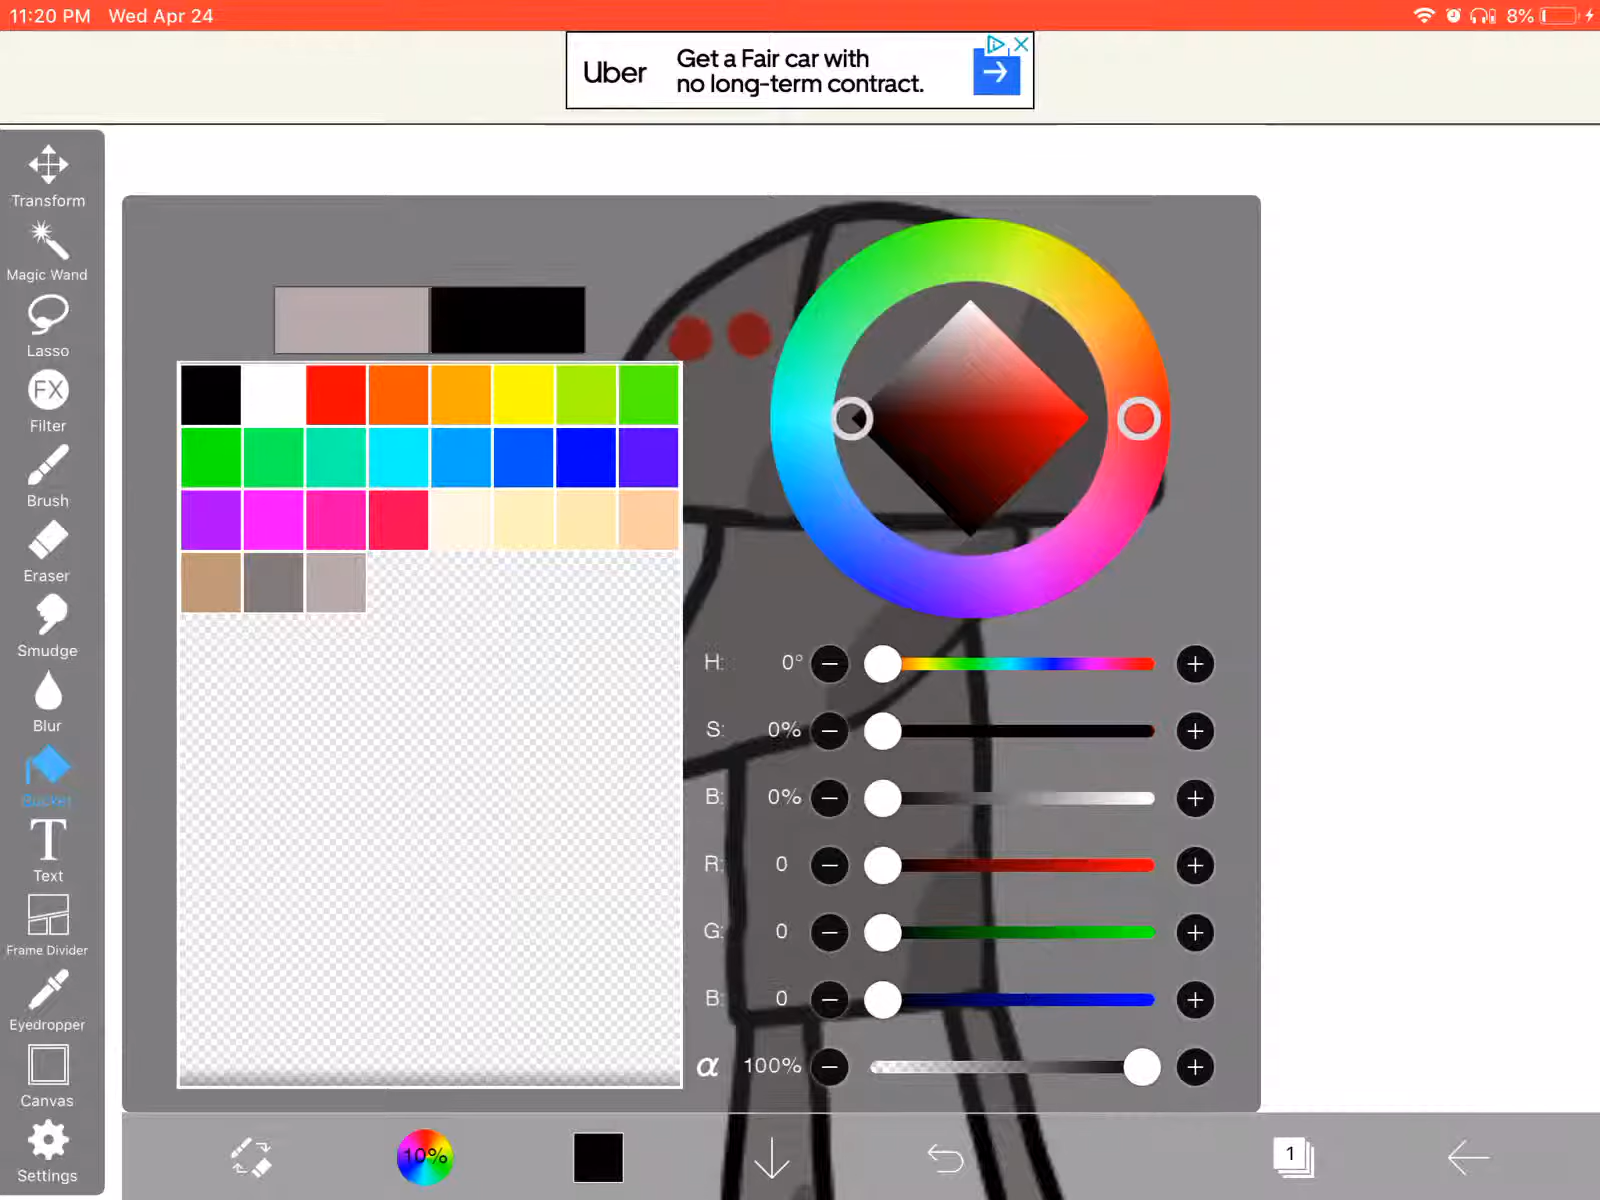 11:20 PM Wed Apr 24
8%
Uber
Get a Fair car with
no long-term contract.
Transform
Magic Wand
Lasso
FX
Filter
Brush
Eraser
Smudge
Blur
Bucket
T
Text
Frame Divider
Eyedropper
Canvas
Settings
H: 0°
S: 0%
B: 0%
R: 0
G: 0
B: 0
α 100%
10%
1